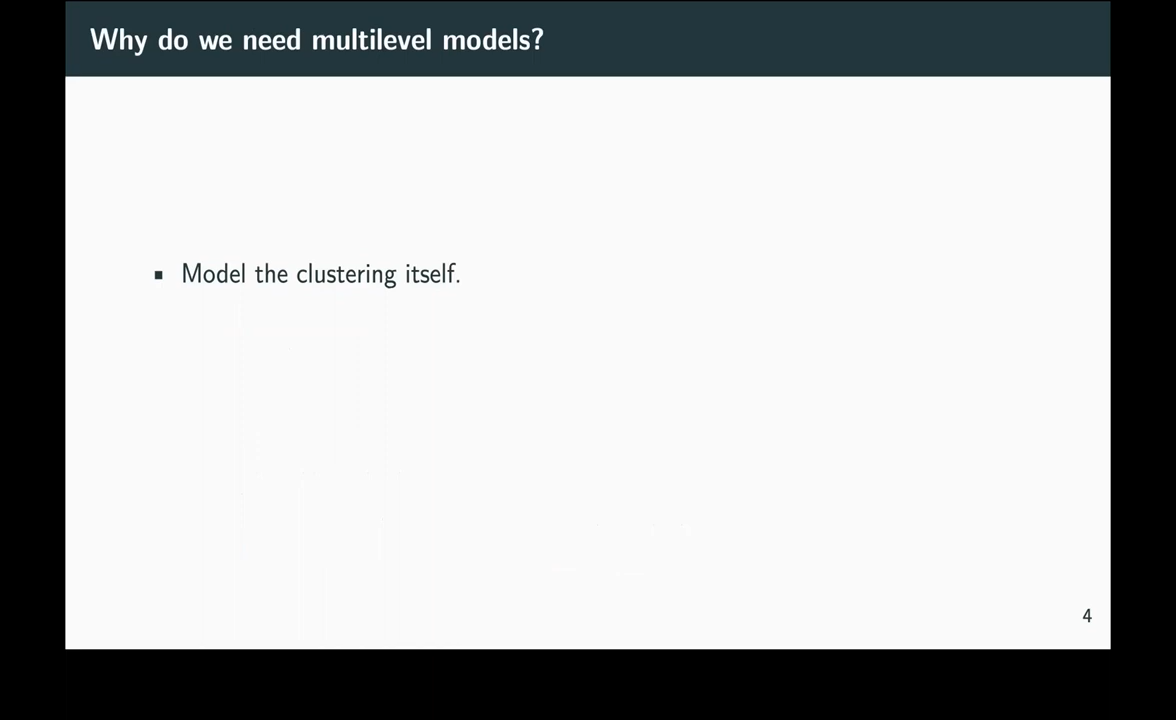 Why do we need multilevel models?
▪ Model the clustering itself.
4